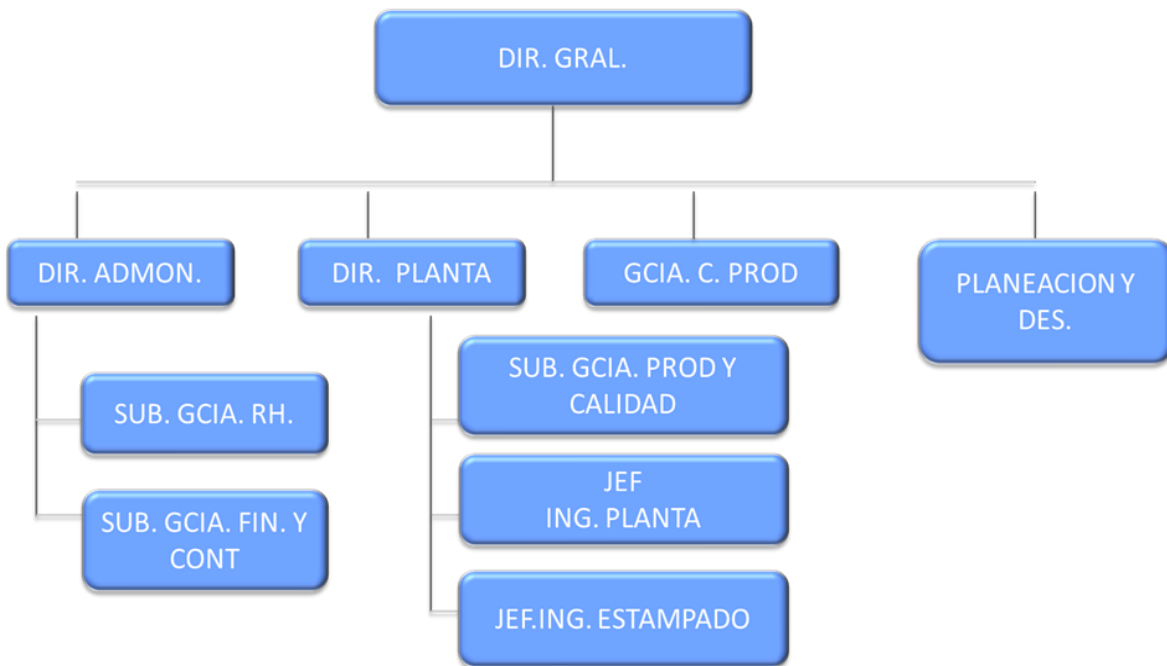 DIR. GRAL.
DIR. ADMON.
DIR. PLANTA
GCIA. C. PROD
PLANEACION Y
DES.
SUB. GCIA. RH.
SUB. GCIA. FIN. Y
CONT
SUB. GCIA. PROD Y
CALIDAD
JEF
ING. PLANTA
JEF.ING. ESTAMPADO